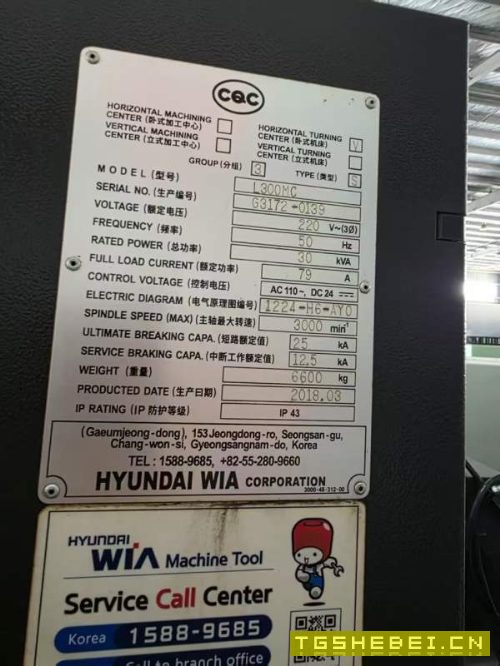 CQC
HORIZONTAL MACHINING CENTER (卧式加工中心)
HORIZONTAL TURNING CENTER (卧式机床) V
VERTICAL MACHINING CENTER (立式加工中心)
VERTICAL TURNING CENTER (立式机床)
GROUP (分组) 3 TYPE (类型) S
MODEL (型号) L300MC
SERIAL NO. (生产编号) G3172-0139
VOLTAGE (额定电压) 220 V~(3Ø)
FREQUENCY (频率) 50 Hz
RATED POWER (总功率) 30 kVA
FULL LOAD CURRENT (额定功率) 79 A
CONTROL VOLTAGE (控制电压) AC 110~, DC 24
ELECTRIC DIAGRAM (电气原理图编号) 1224-H6-AY0
SPINDLE SPEED (MAX) (主轴最大转速) 3000 min-1
ULTIMATE BREAKING CAPA. (短路额定值) 25 kA
SERVICE BRAKING CAPA. (中断工作额定值) 12.5 kA
WEIGHT (重量) 6600 kg
PRODUCTED DATE (生产日期) 2018.03
IP RATING (IP 防护等级) IP 43
(Gaeumjeong-dong), 153 Jeongdong-ro, Seongsan-gu,
Chang-won-si, Gyeongsangnam-do, Korea
TEL : 1588-9685, +82-55-280-9660
HYUNDAI WIA CORPORATION
3000-45-312-00
HYUNDAI
WIA Machine Tool
Service Call Center
Korea 1588-9685
Call to branch office
TGSHEBEI.CN